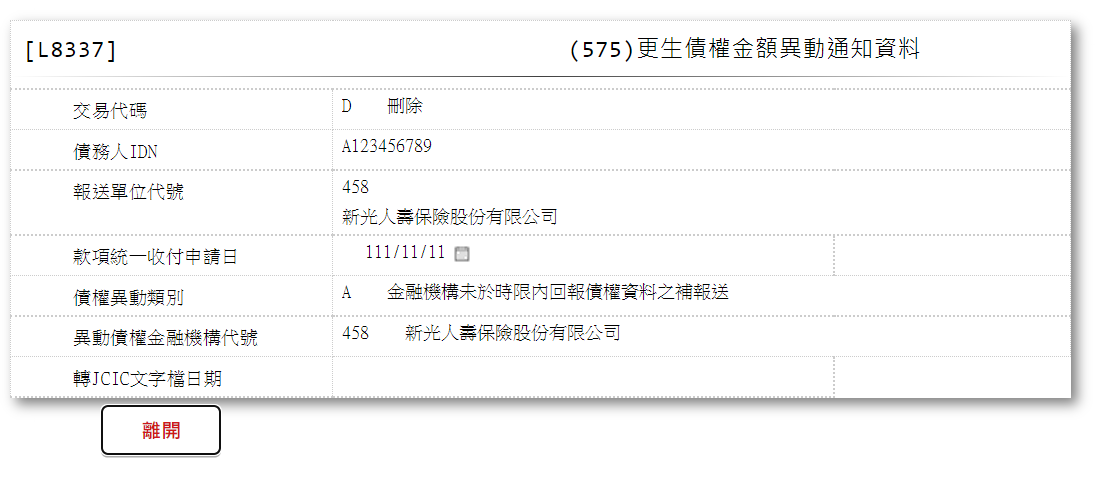 [L8337] (575)更生債權金額異動通知資料
交易代碼 D 刪除
債務人IDN A123456789
報送單位代號 458
新光人壽保險股份有限公司
款項統一收付申請日 111/11/11
債權異動類別 A 金融機構未於時限內回報債權資料之補報送
異動債權金融機構代號 458 新光人壽保險股份有限公司
轉JCIC文字檔日期
離開